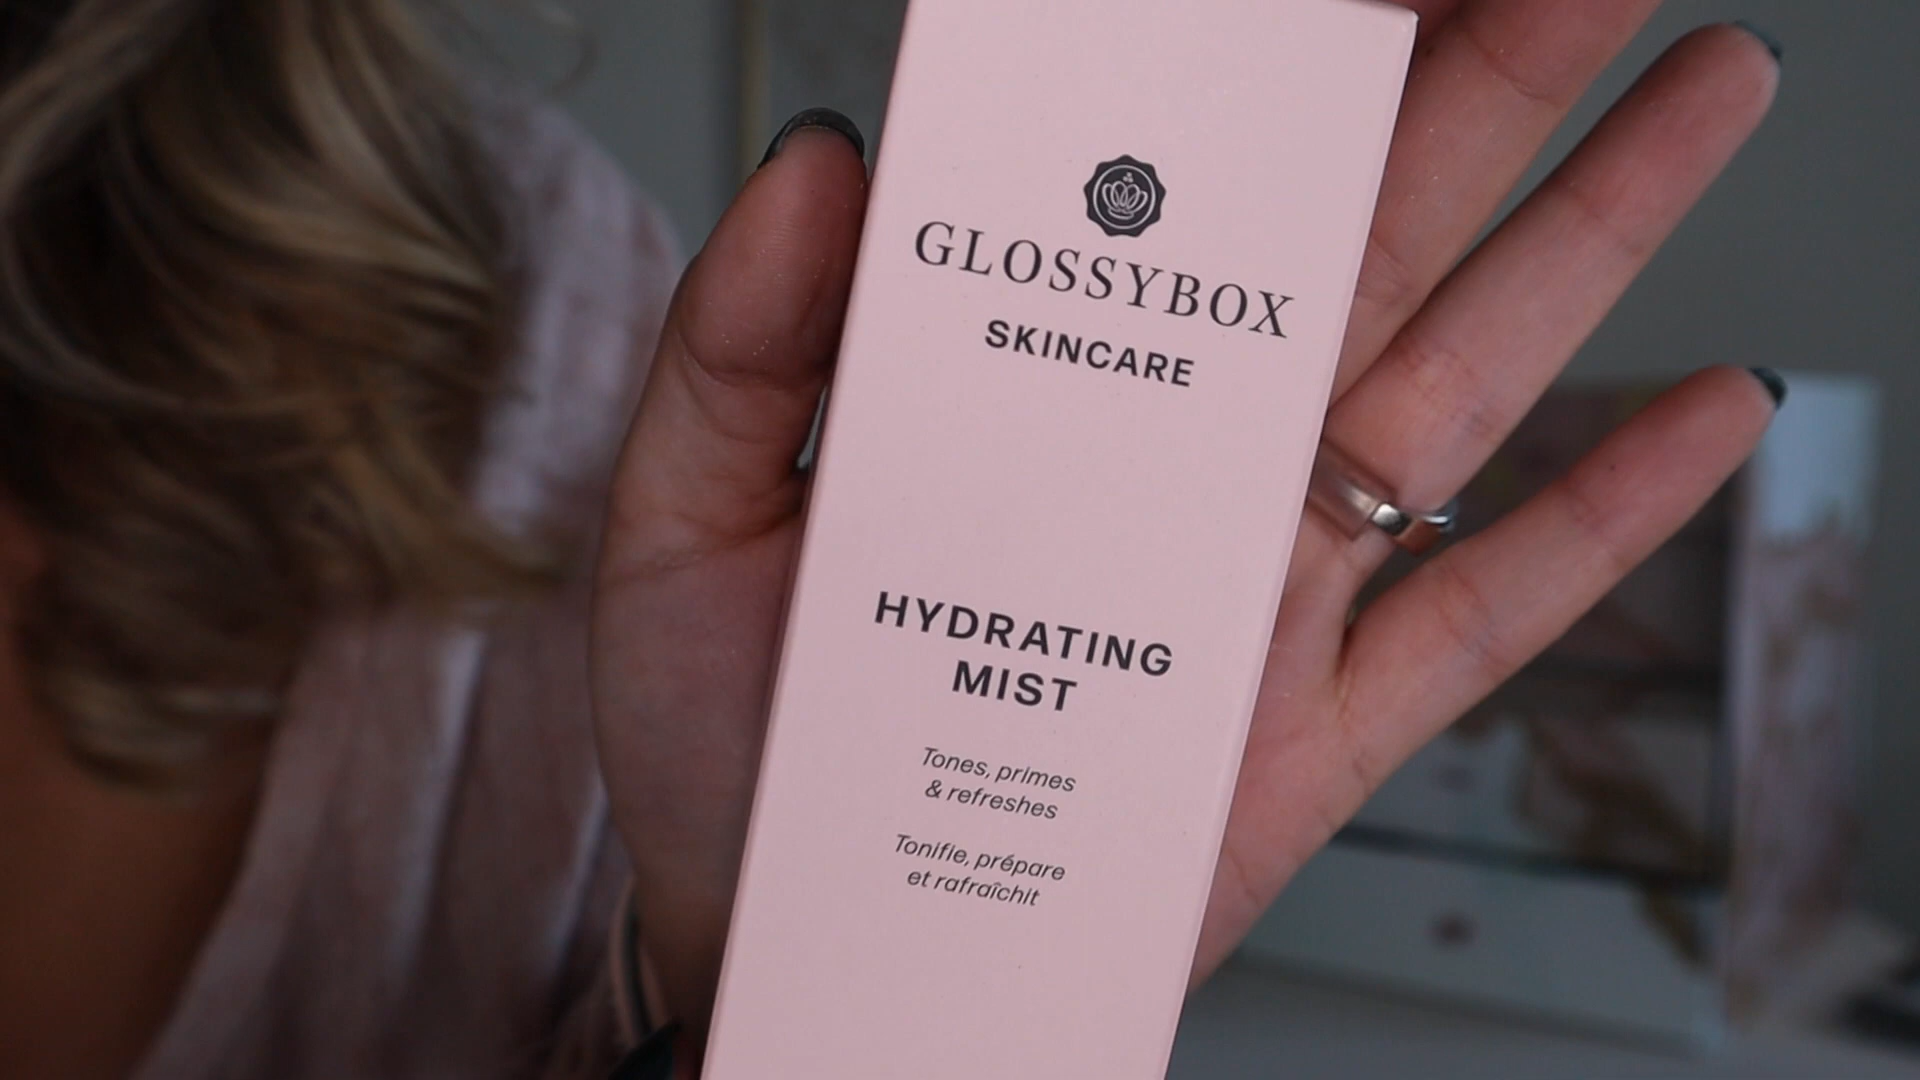 GLOSSYBOX
SKINCARE
HYDRATING
MIST
Tones, primes
& refreshes
Tonifie, prépare
et rafraîchit